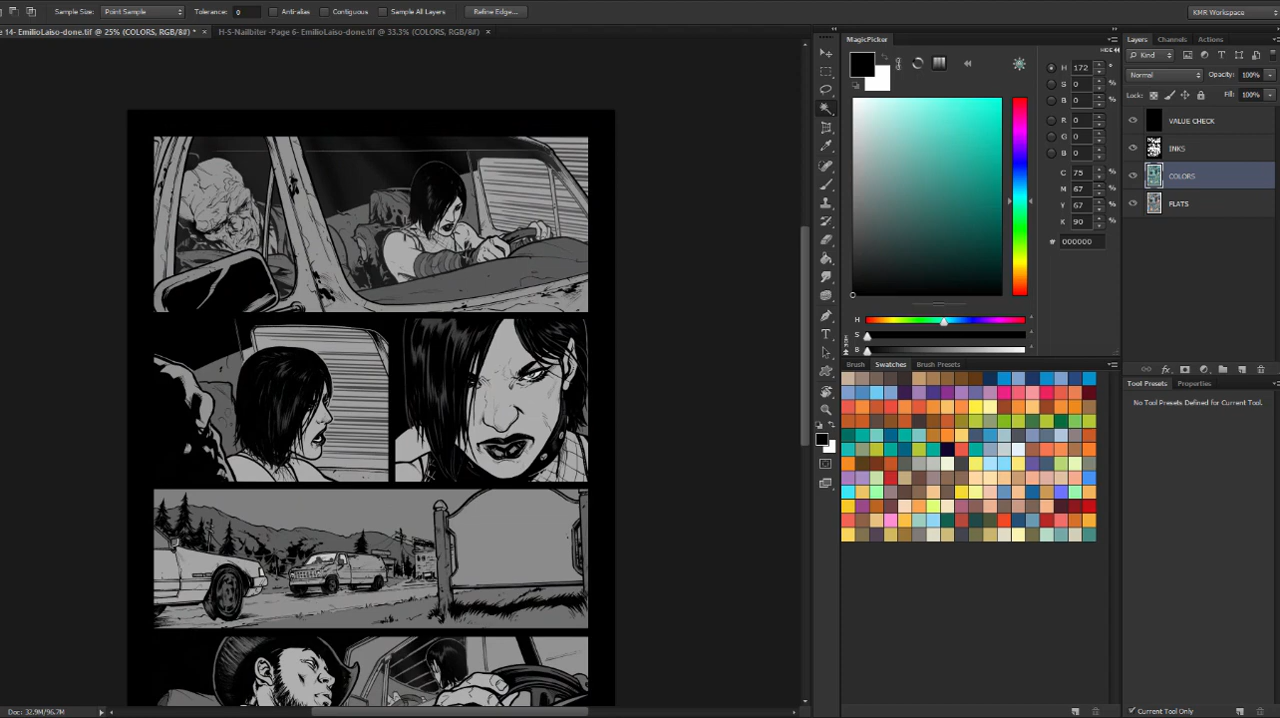 Sample Size: Point Sample Tolerance: 0 Anti-alias Contiguous Sample All Layers Refine Edge... KMR Workspace
e 14- EmilioLaiso-done.tif @ 25% (COLORS, RGB/8#) * × H-S-Nailbiter -Page 6- EmilioLaiso-done.tif @ 33.3% (COLORS, RGB/8#) ×
MagicPicker
HIDE
H 172 °
S 0 %
B 0 %
R 0
G 0
B 0
C 75 %
M 67 %
Y 67 %
K 90 %
# 000000
H
S
B
Brush Swatches Brush Presets
Layers Channels Actions
Kind
Normal Opacity: 100%
Lock: Fill: 100%
VALUE CHECK
INKS
COLORS
FLATS
fx
Tool Presets Properties
No Tool Presets Defined for Current Tool.
Current Tool Only
Doc: 32.9M/96.7M